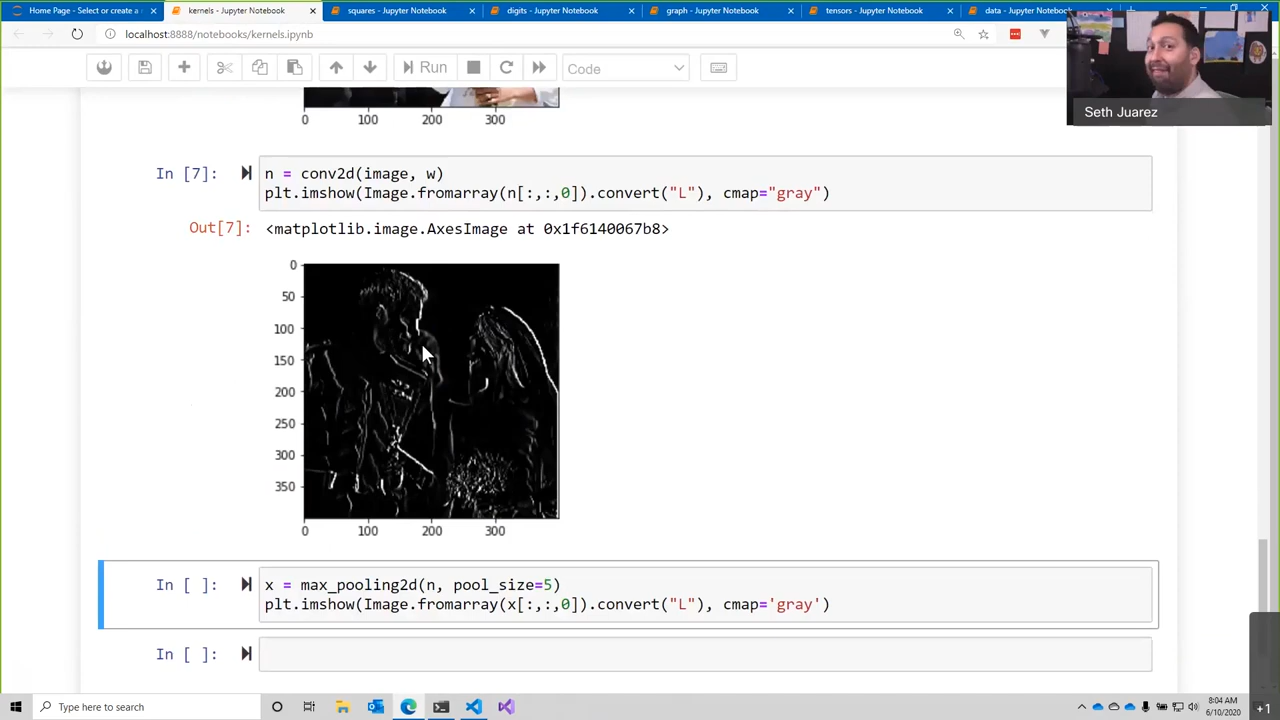 Home Page - Select or create a
kernels - Jupyter Notebook
squares - Jupyter Notebook
digits - Jupyter Notebook
graph - Jupyter Notebook
tensors - Jupyter Notebook
data - Jupyter
localhost:8888/notebooks/kernels.ipynb
Run
Code
Seth Juarez
0 100 200 300
In [7]:
n = conv2d(image, w)
plt.imshow(Image.fromarray(n[:,:,0]).convert("L"), cmap="gray")
Out[7]:
<matplotlib.image.AxesImage at 0x1f6140067b8>
0
50
100
150
200
250
300
350
0 100 200 300
In [ ]:
x = max_pooling2d(n, pool_size=5)
plt.imshow(Image.fromarray(x[:,:,0]).convert("L"), cmap='gray')
In [ ]:
Type here to search
8:04 AM
6/10/2020
+1